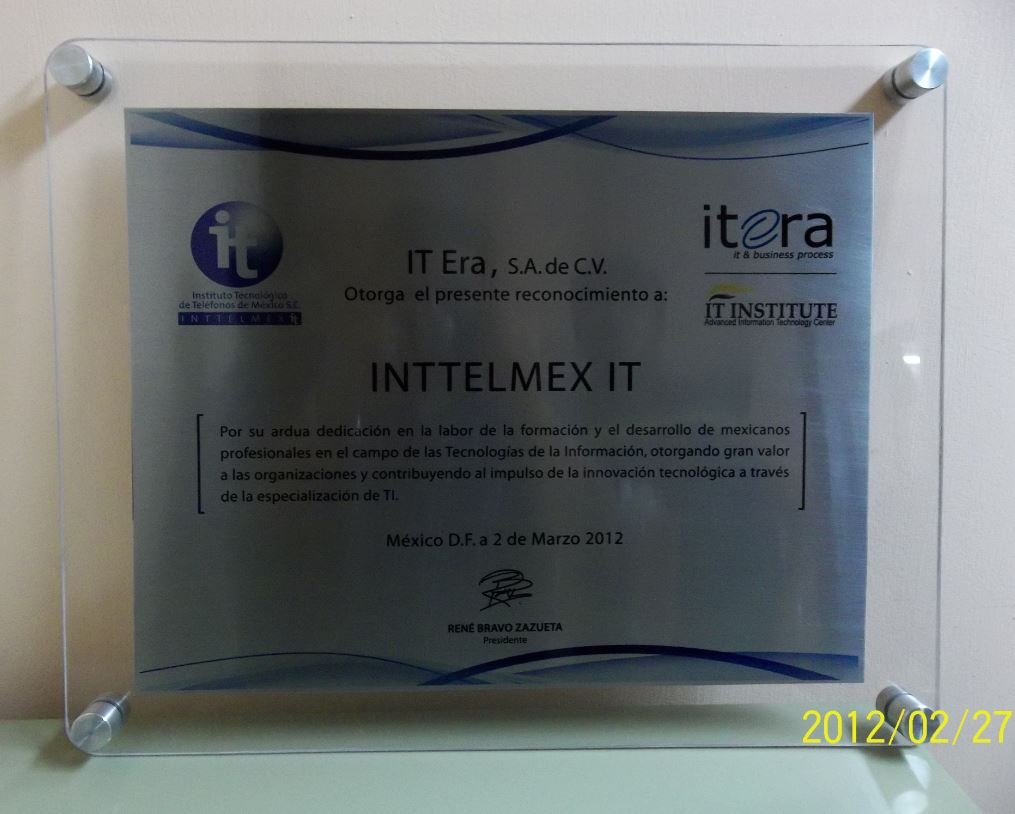 it
Instituto Tecnológico
de Teléfonos de México S.C.
INTTELMEX it
itera
it & business process
IT INSTITUTE
Advanced Information Technology Center
IT Era, S.A. de C.V.
Otorga el presente reconocimiento a:
INTTELMEX IT
Por su ardua dedicación en la labor de la formación y el desarrollo de mexicanos
profesionales en el campo de las Tecnologías de la Información, otorgando gran valor
a las organizaciones y contribuyendo al impulso de la innovación tecnológica a través
de la especialización de TI.
México D.F. a 2 de Marzo 2012
RENÉ BRAVO ZAZUETA
Presidente
2012/02/27